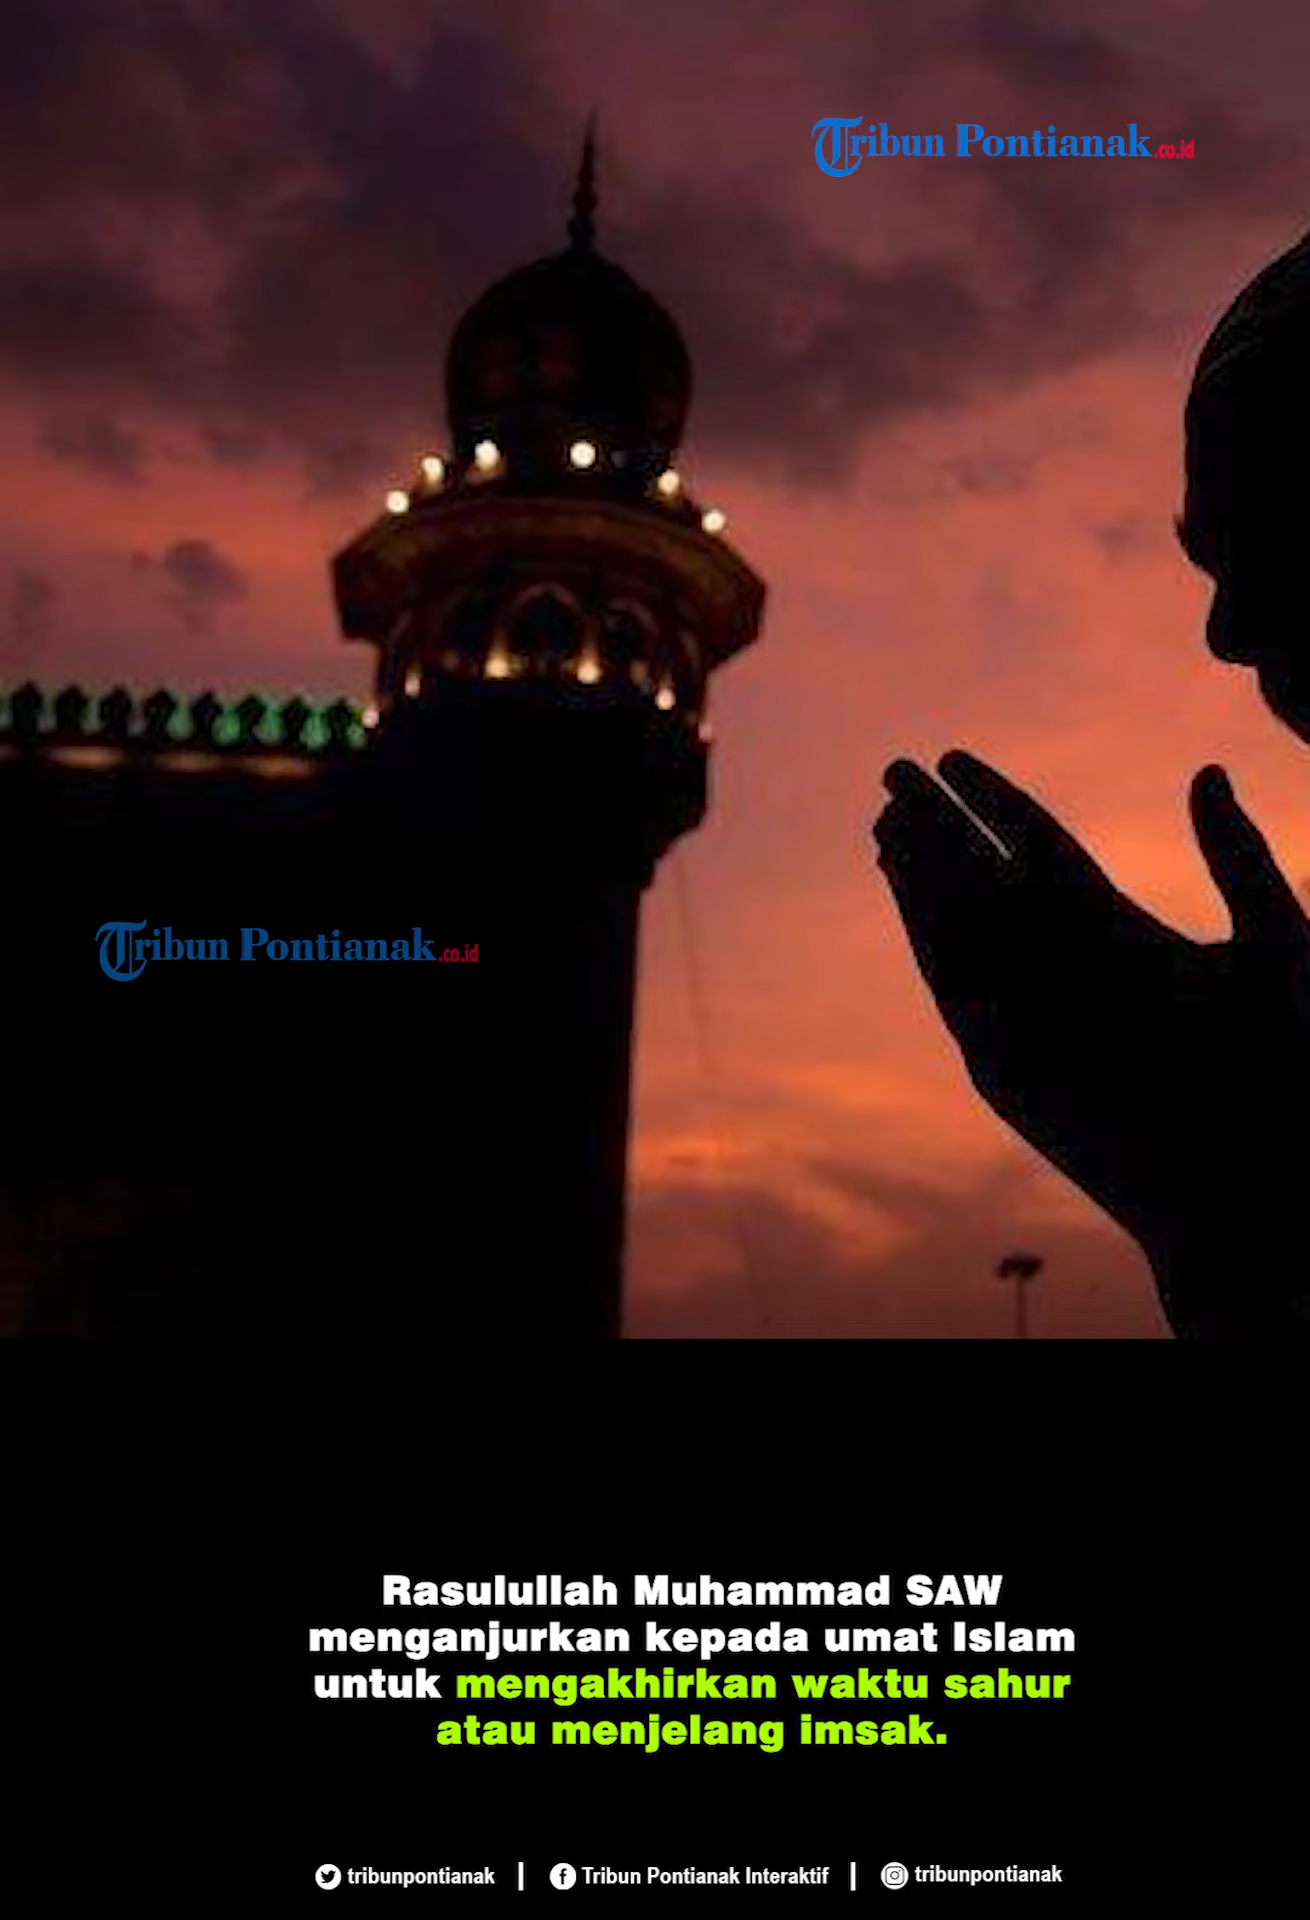 Tribun Pontianak.co.id
Tribun Pontianak.co.id
Rasulullah Muhammad SAW
menganjurkan kepada umat Islam
untuk mengakhirkan waktu sahur
atau menjelang imsak.
tribunpontianak | Tribun Pontianak Interaktif | tribunpontianak